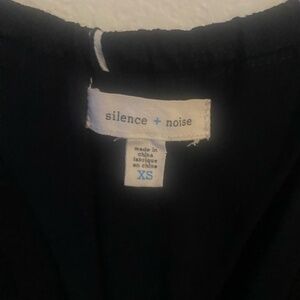 silence + noise
made in
china
fabriqué
en chine
XS